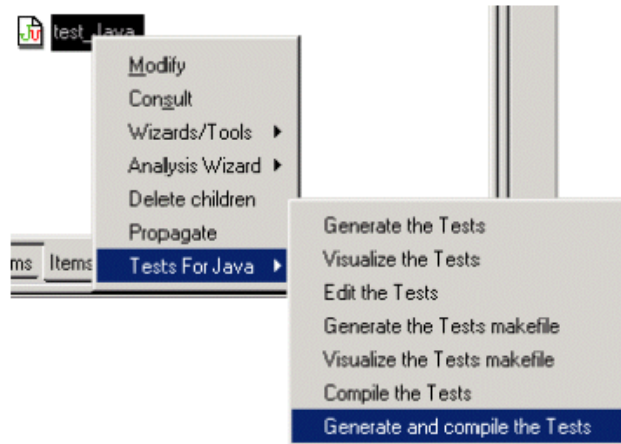 test_Java
Modify
Consult
Wizards/Tools
Analysis Wizard
Delete children
Propagate
ms Items Tests For Java
Generate the Tests
Visualize the Tests
Edit the Tests
Generate the Tests makefile
Visualize the Tests makefile
Compile the Tests
Generate and compile the Tests